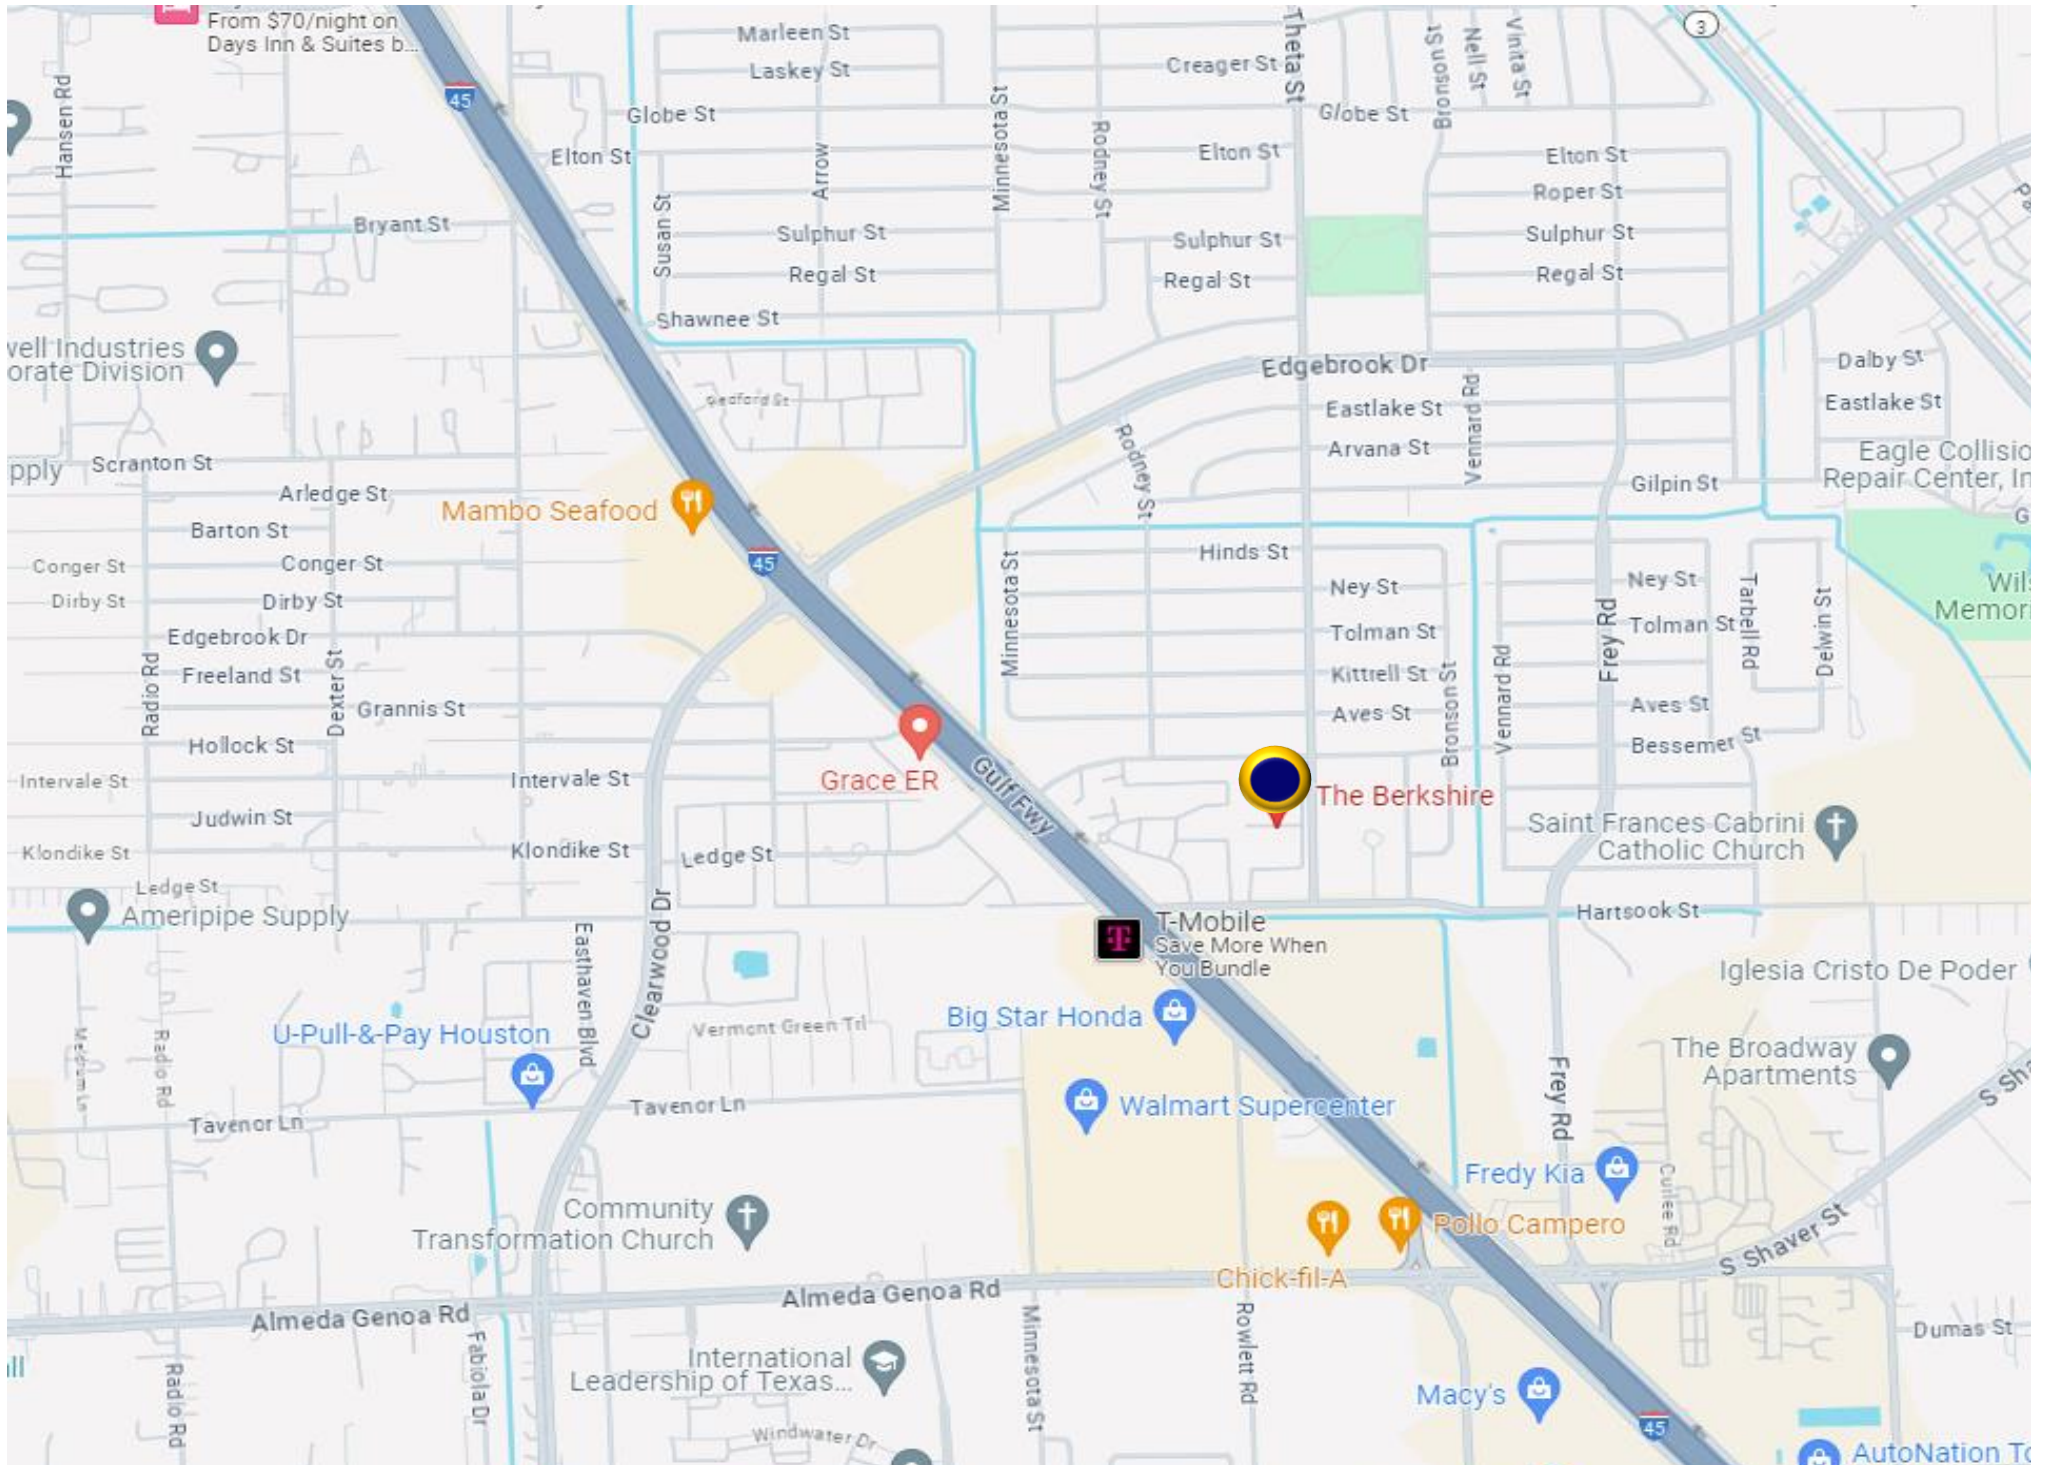 From $70/night on
Days Inn & Suites b...
Marleen St
Laskey St
Creager St
Theta St
Bronson St
Nell St
Vinita St
3
Hansen Rd
45
Globe St
Globe St
Minnesota St
Rodney St
Elton St
Arrow
Elton St
Elton St
Roper St
Bryant St
Susan St
Sulphur St
Sulphur St
Sulphur St
Regal St
Regal St
Regal St
Shawnee St
well Industries
orate Division
Edgebrook Dr
Dalby St
Vennard Rd
Eastlake St
Eastlake St
Arvana St
Rodney St
Eagle Collisio
Repair Center, In
pply
Scranton St
Gilpin St
Arledge St
Mambo Seafood
Barton St
45
Conger St
Conger St
Hinds St
Ney St
Ney St
Wil
Memor
Dirby St
Dirby St
Minnesota St
Tolman St
Tolman St
Frey Rd
Tarbell Rd
Delwin St
Edgebrook Dr
Freeland St
Radio Rd
Dexter St
Kittrell St
Grannis St
Aves St
Aves St
Bronson St
Vennard Rd
Hollock St
Bessemer St
Intervale St
Intervale St
Grace ER
Gulf Fwy
The Berkshire
Judwin St
Saint Frances Cabrini
Catholic Church
Klondike St
Klondike St
Ledge St
Ledge St
Ameripipe Supply
Hartsook St
T-Mobile
Save More When
You Bundle
Easthaven Blvd
Clearwood Dr
Iglesia Cristo De Poder
Big Star Honda
U-Pull-&-Pay Houston
Vermont Green Trl
Radio Rd
The Broadway
Apartments
S Sha
Frey Rd
Walmart Supercenter
Tavenor Ln
Tavenor Ln
Fredy Kia
Curlee Rd
Community
Transformation Church
Pollo Campero
S Shaver St
Chick-fil-A
Almeda Genoa Rd
Almeda Genoa Rd
Dumas St
Radio Rd
Fabiola Dr
International
Leadership of Texas...
Minnesota St
Rowlett Rd
Macy's
45
Windwater Dr
AutoNation To